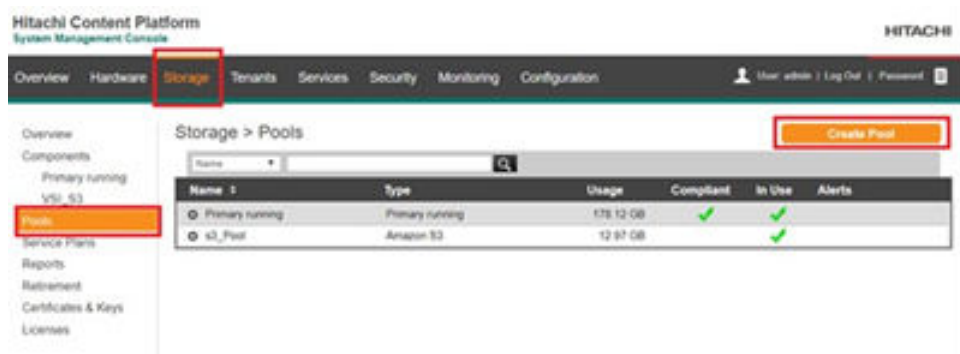 Hitachi Content Platform
System Management Console
HITACHI
Overview Hardware Storage Tenants Services Security Monitoring Configuration User: admin | Log Out | Password
Overview
Components
Primary running
VSI_S3
Pools
Service Plans
Reports
Retirement
Certificates & Keys
Licenses
Storage > Pools
Create Pool
Name
Name Type Usage Compliant In Use Alerts
Primary running Primary running 178.12 GB
s3_Pool Amazon S3 12.97 GB